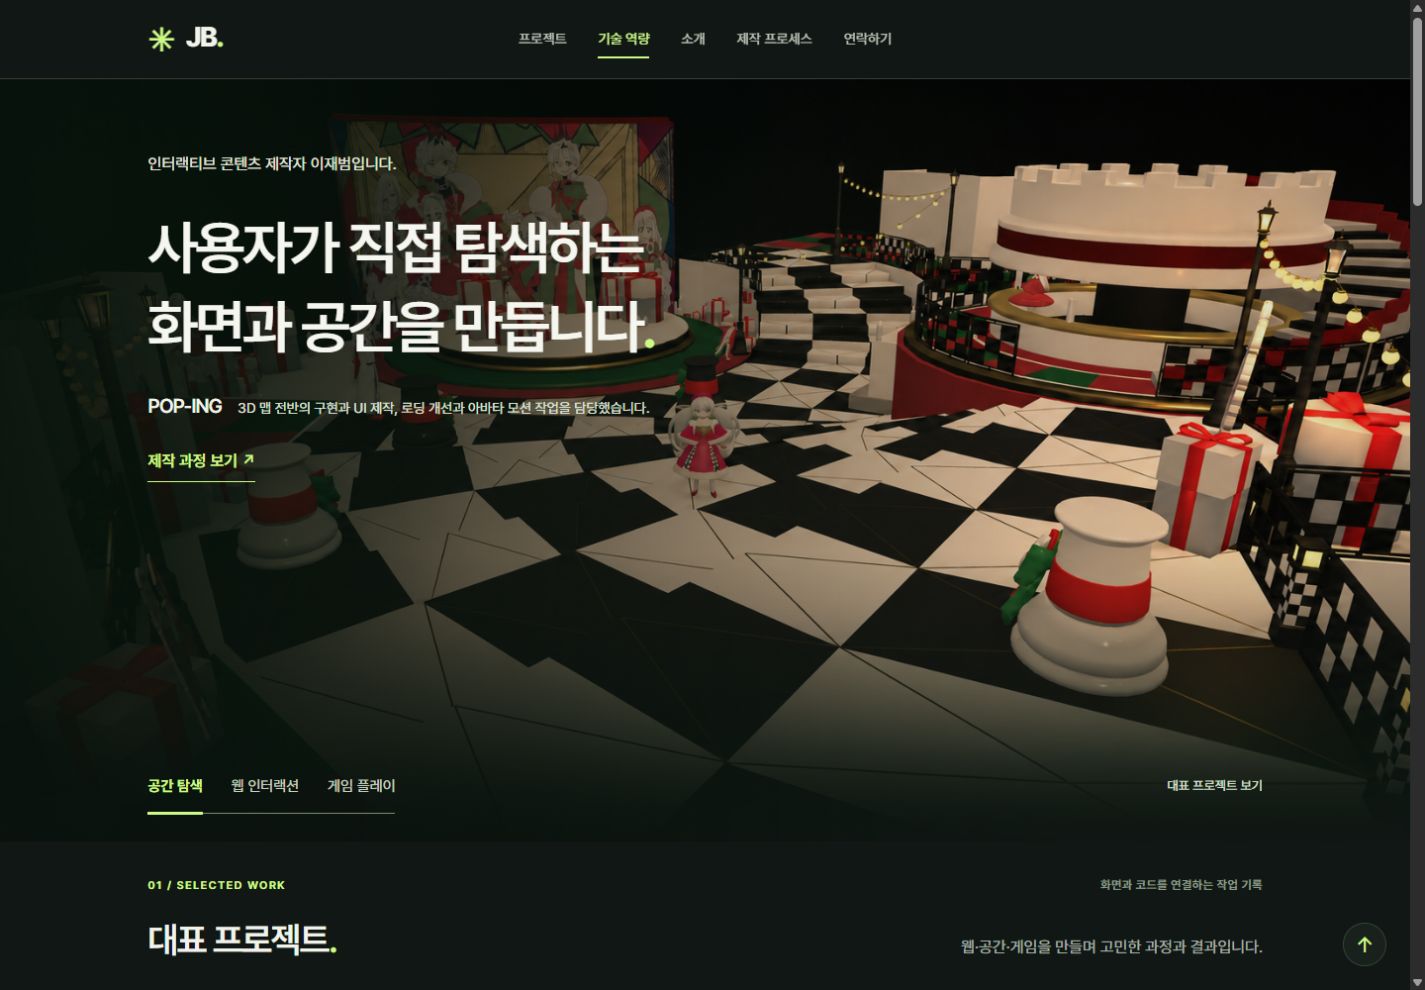 JB.
프로젝트
기술 역량
소개
제작 프로세스
연락하기
인터랙티브 콘텐츠 제작자 이재범입니다.
사용자가 직접 탐색하는
화면과 공간을 만듭니다.
POP-ING 3D 맵 전반의 구현과 UI 제작, 로딩 개선과 아바타 모션 작업을 담당했습니다.
제작 과정 보기 ↗
공간 탐색
웹 인터랙션
게임 플레이
대표 프로젝트 보기
01 / SELECTED WORK
화면과 코드를 연결하는 작업 기록
대표 프로젝트.
웹·공간·게임을 만들며 고민한 과정과 결과입니다.